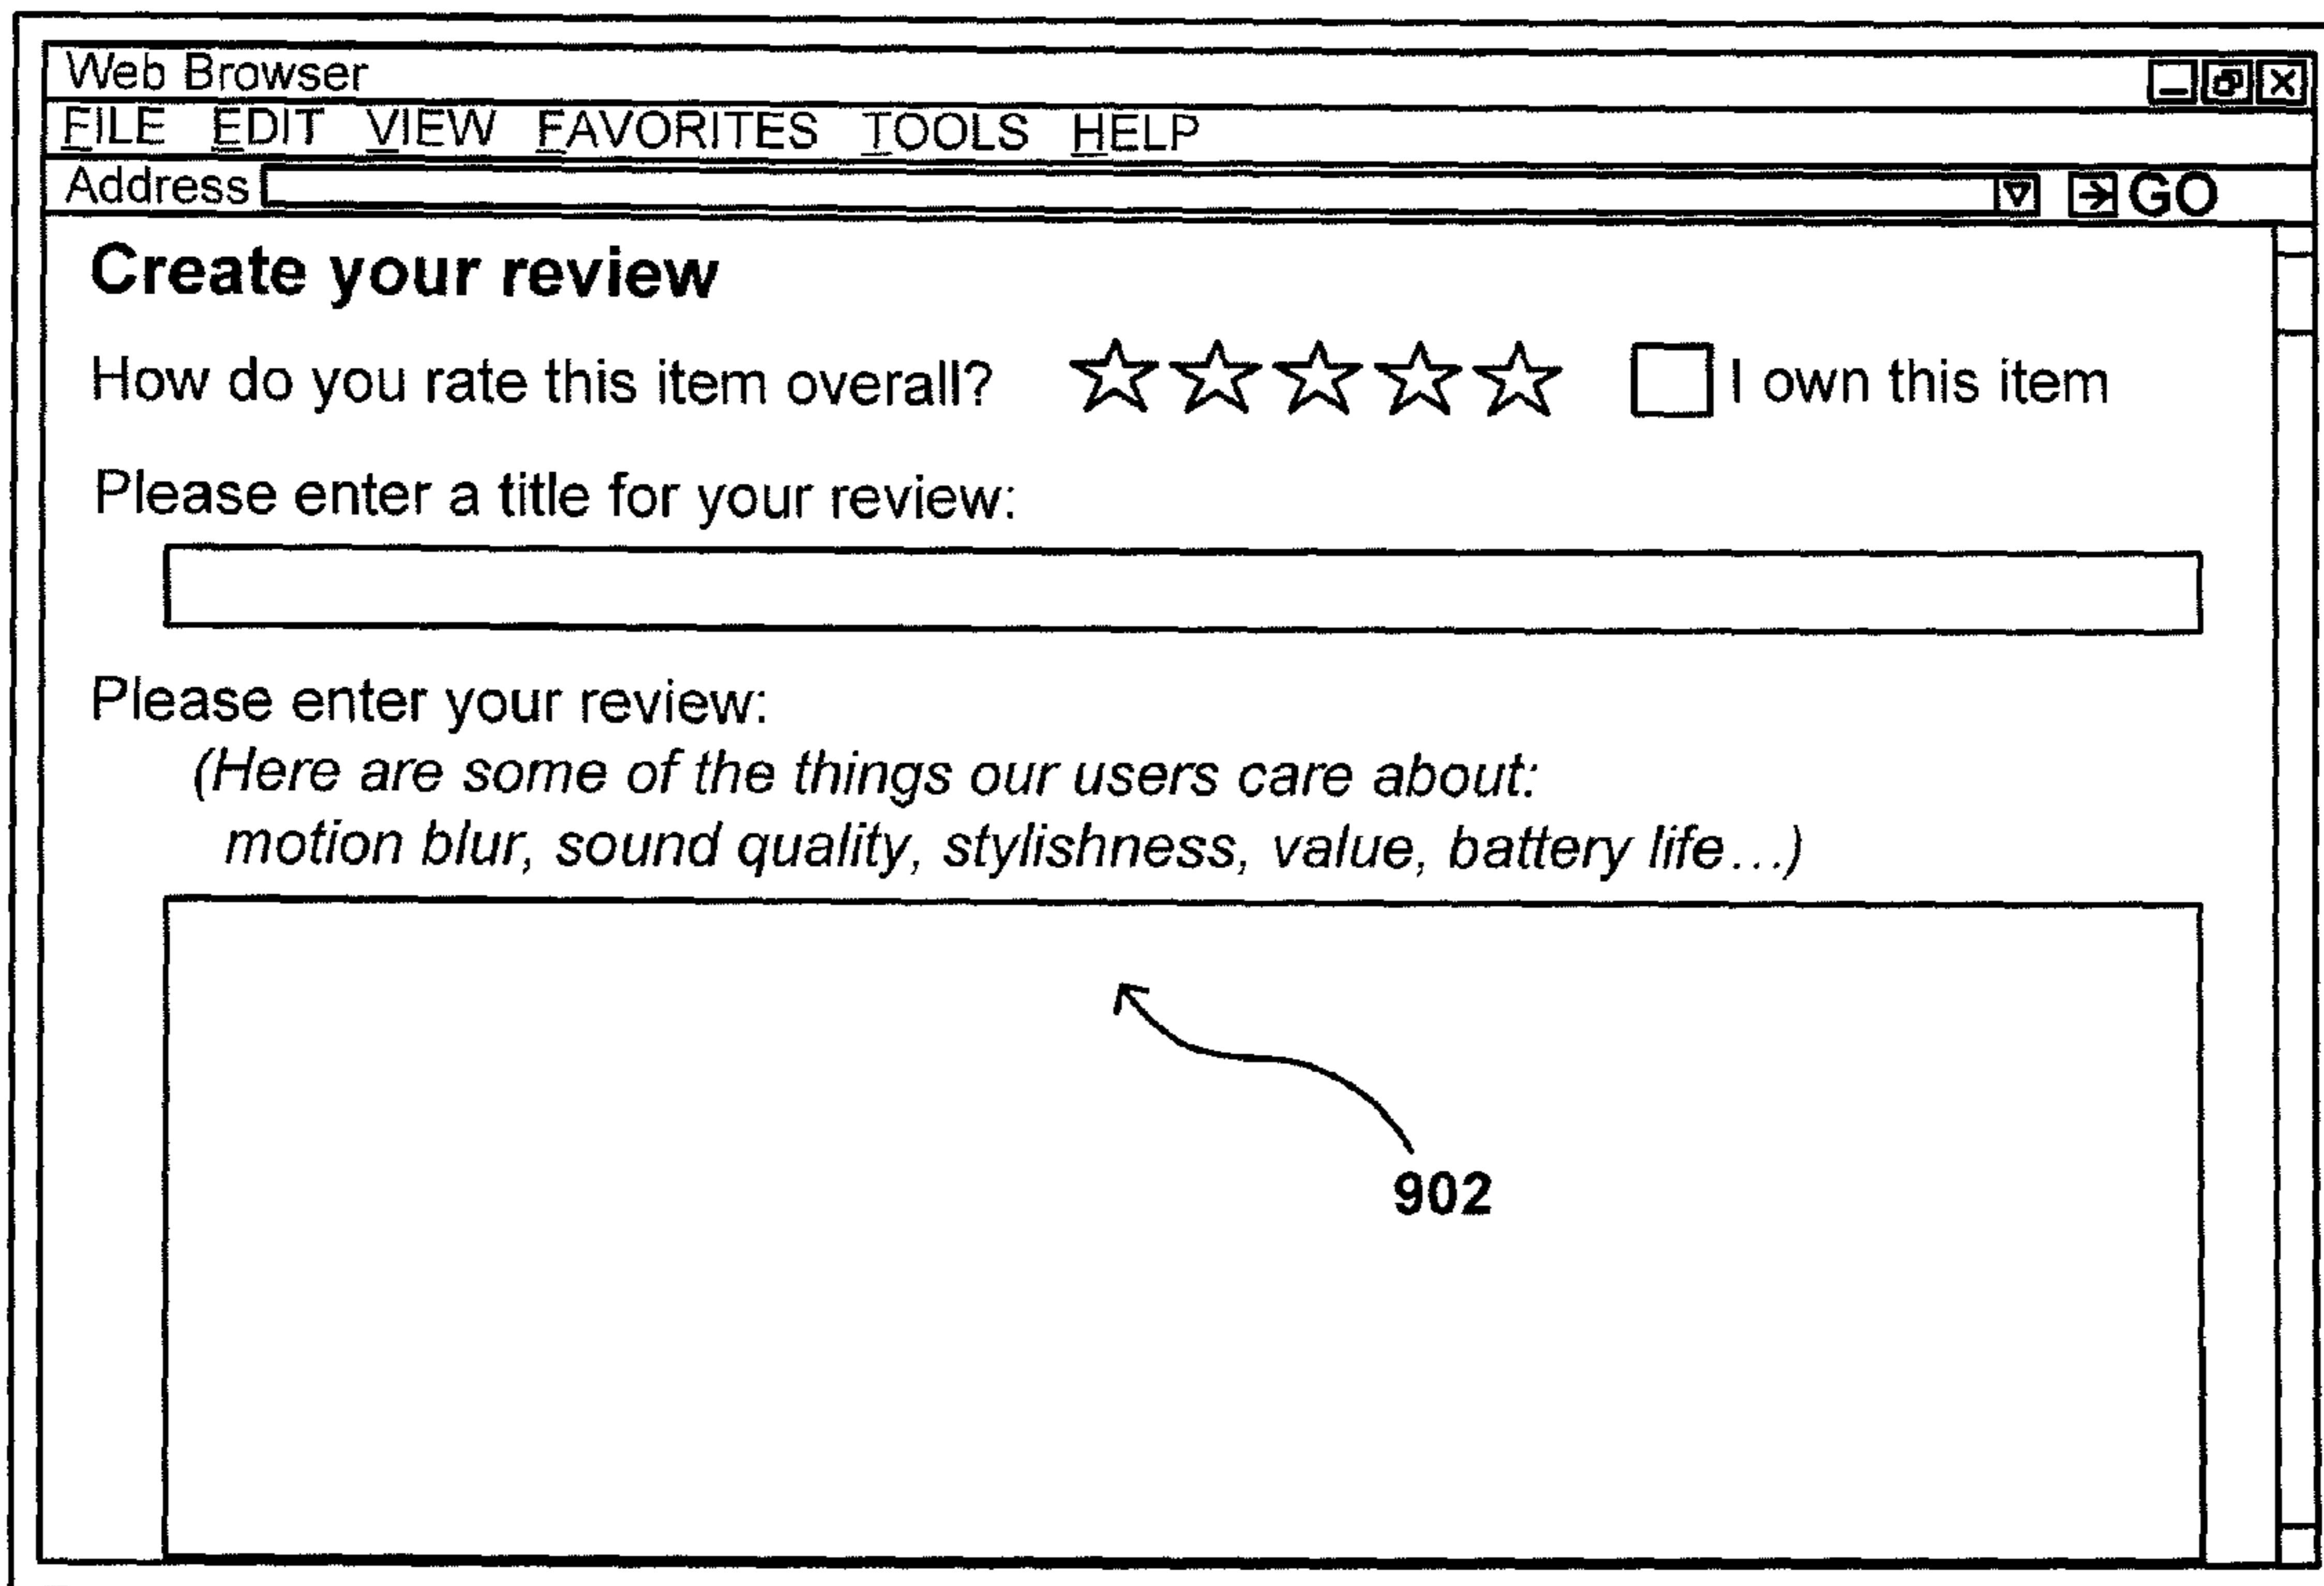 Web Browser
FILE EDIT VIEW FAVORITES TOOLS HELP
Address GO
Create your review
How do you rate this item overall? I own this item
Please enter a title for your review:
Please enter your review:
(Here are some of the things our users care about:
motion blur, sound quality, stylishness, value, battery life...)
902